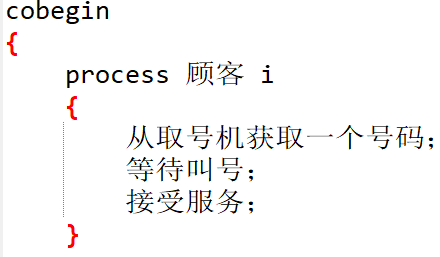 cobegin
{
process 顾客 i
{
从取号机获取一个号码;
等待叫号;
接受服务;
}